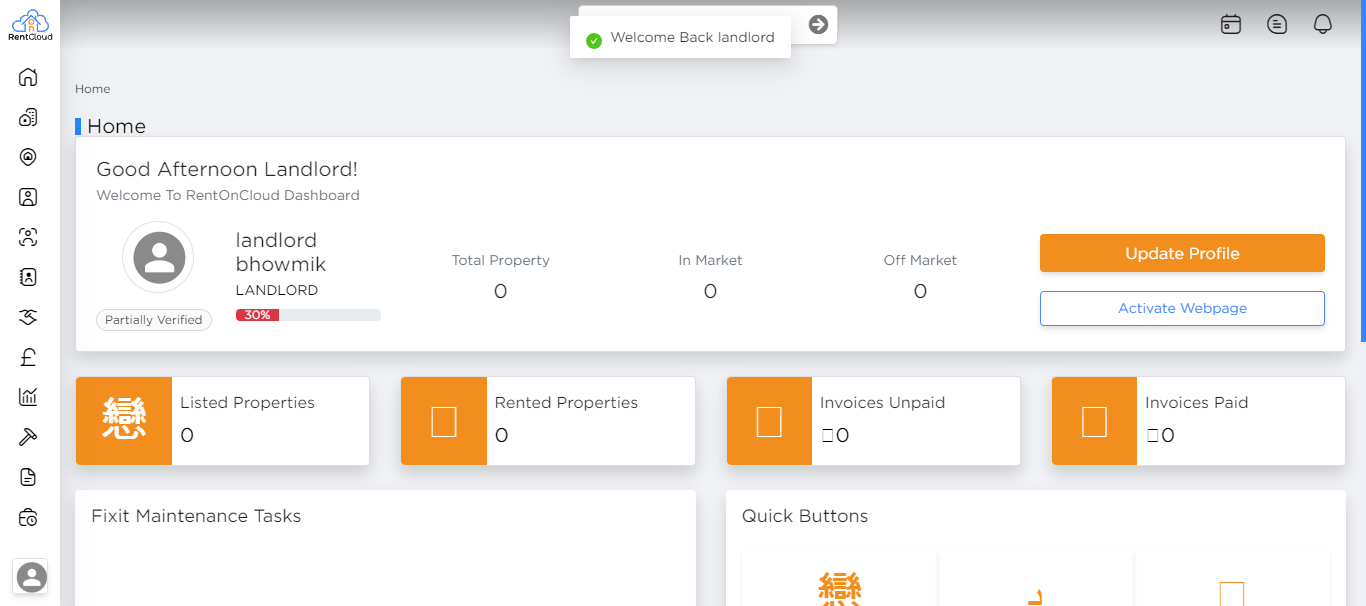 RentCloud
Welcome Back landlord
Home
Home
Good Afternoon Landlord!
Welcome To RentOnCloud Dashboard
landlord
bhowmik
LANDLORD
30%
Partially Verified
Total Property
0
In Market
0
Off Market
0
Update Profile
Activate Webpage
戀
Listed Properties
0
Rented Properties
0
Invoices Unpaid
0
Invoices Paid
0
Fixit Maintenance Tasks
Quick Buttons
戀